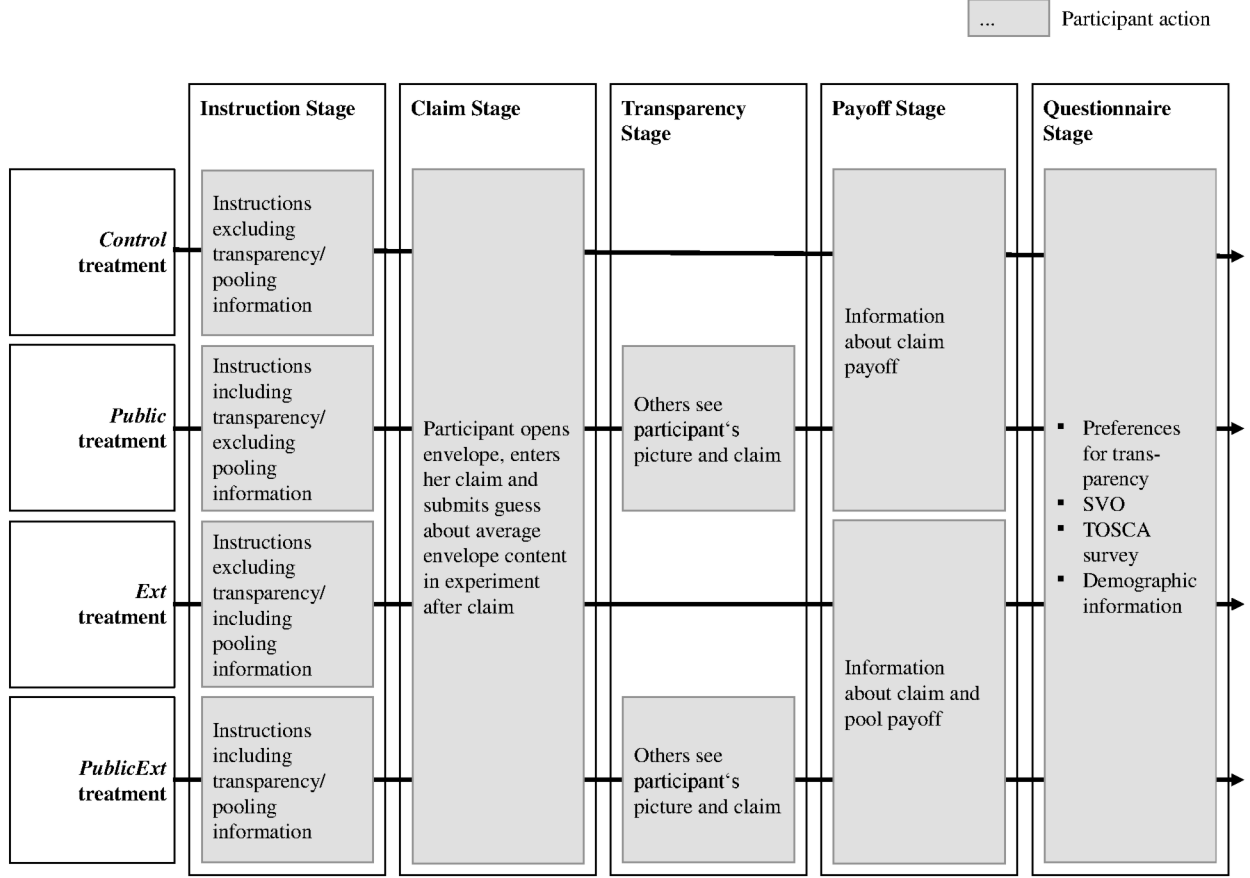 ...
Participant action
Instruction Stage
Claim Stage
Transparency
Stage
Payoff Stage
Questionnaire
Stage
Control
treatment
Instructions
excluding
transparency/
pooling
information
Public
treatment
Instructions
including
transparency/
excluding
pooling
information
Ext
treatment
Instructions
excluding
transparency/
including
pooling
information
PublicExt
treatment
Instructions
including
transparency/
pooling
information
Participant opens
envelope, enters
her claim and
submits guess
about average
envelope content
in experiment
after claim
Others see
participant‘s
picture and claim
Others see
participant‘s
picture and claim
Information
about claim
payoff
Information
about claim and
pool payoff
▪ Preferences
for trans-
parency
▪ SVO
▪ TOSCA
survey
▪ Demographic
information